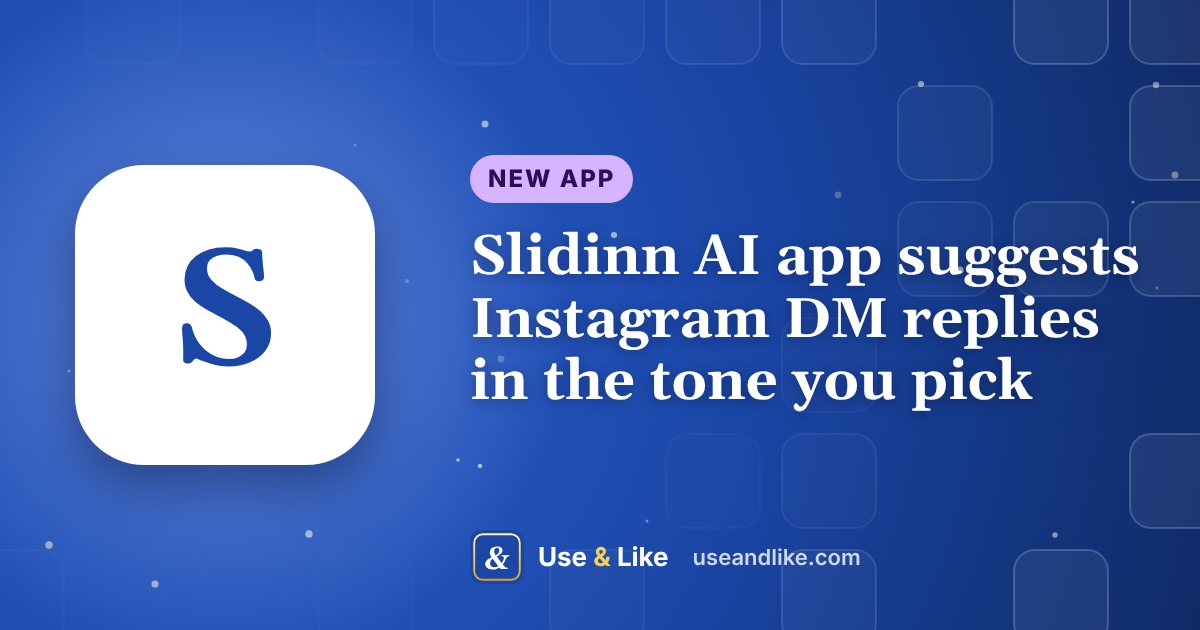 S
NEW APP
Slidinn AI app suggests
Instagram DM replies
in the tone you pick
& Use & Like useandlike.com